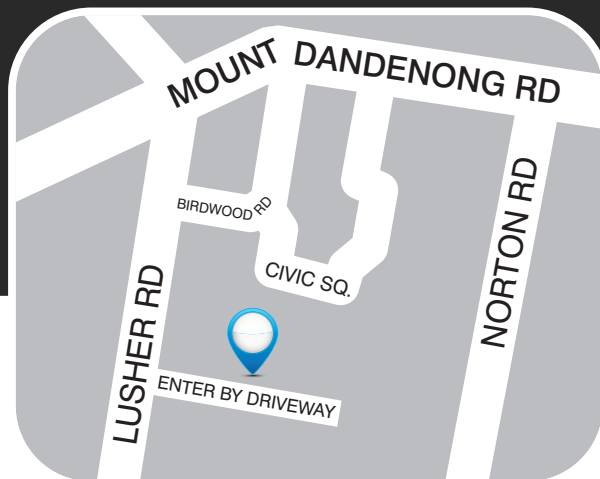 MOUNT DANDENONG RD
BIRDWOOD RD
CIVIC SQ.
NORTON RD
LUSHER RD
ENTER BY DRIVEWAY